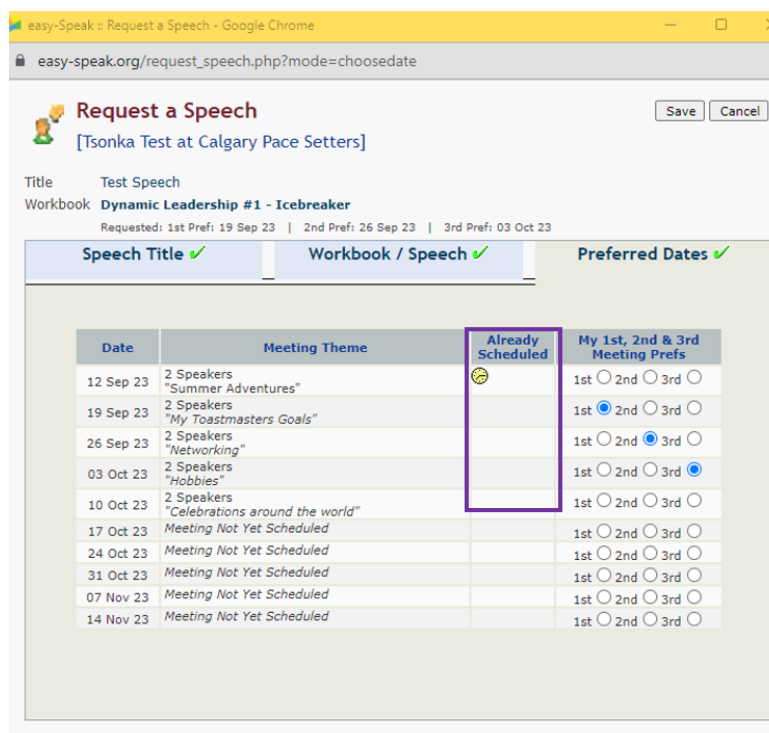 easy-Speak :: Request a Speech - Google Chrome
easy-speak.org/request_speech.php?mode=choosedate
Request a Speech
Save Cancel
[Tsonka Test at Calgary Pace Setters]
Title Test Speech
Workbook Dynamic Leadership #1 - Icebreaker
Requested: 1st Pref: 19 Sep 23 | 2nd Pref: 26 Sep 23 | 3rd Pref: 03 Oct 23
Speech Title Workbook / Speech Preferred Dates
Date Meeting Theme Already Scheduled My 1st, 2nd & 3rd Meeting Prefs
12 Sep 23 2 Speakers
"Summer Adventures" 1st 2nd 3rd
19 Sep 23 2 Speakers
"My Toastmasters Goals" 1st 2nd 3rd
26 Sep 23 2 Speakers
"Networking" 1st 2nd 3rd
03 Oct 23 2 Speakers
"Hobbies" 1st 2nd 3rd
10 Oct 23 2 Speakers
"Celebrations around the world" 1st 2nd 3rd
17 Oct 23 Meeting Not Yet Scheduled 1st 2nd 3rd
24 Oct 23 Meeting Not Yet Scheduled 1st 2nd 3rd
31 Oct 23 Meeting Not Yet Scheduled 1st 2nd 3rd
07 Nov 23 Meeting Not Yet Scheduled 1st 2nd 3rd
14 Nov 23 Meeting Not Yet Scheduled 1st 2nd 3rd